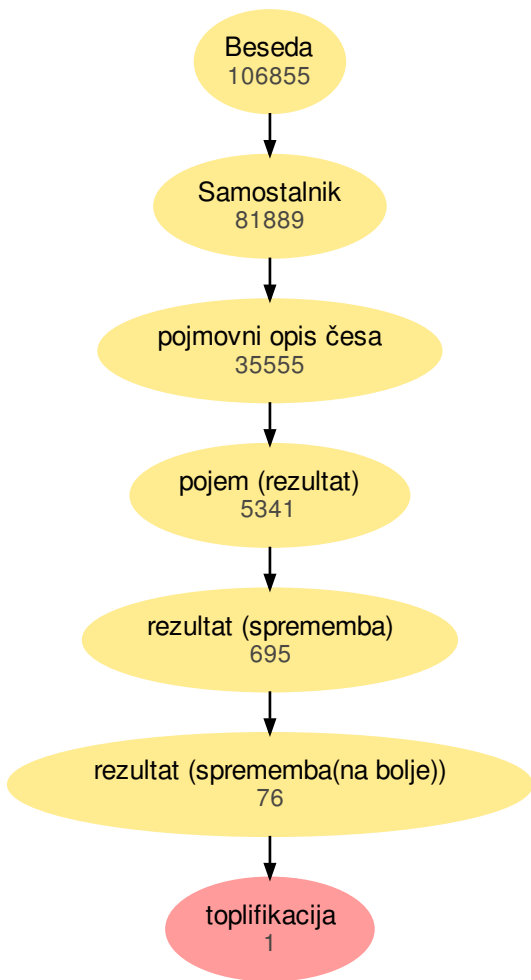 Beseda
106855
Samostalnik
81889
pojmovni opis česa
35555
pojem (rezultat)
5341
rezultat (sprememba)
695
rezultat (sprememba(na bolje))
76
toplifikacija
1